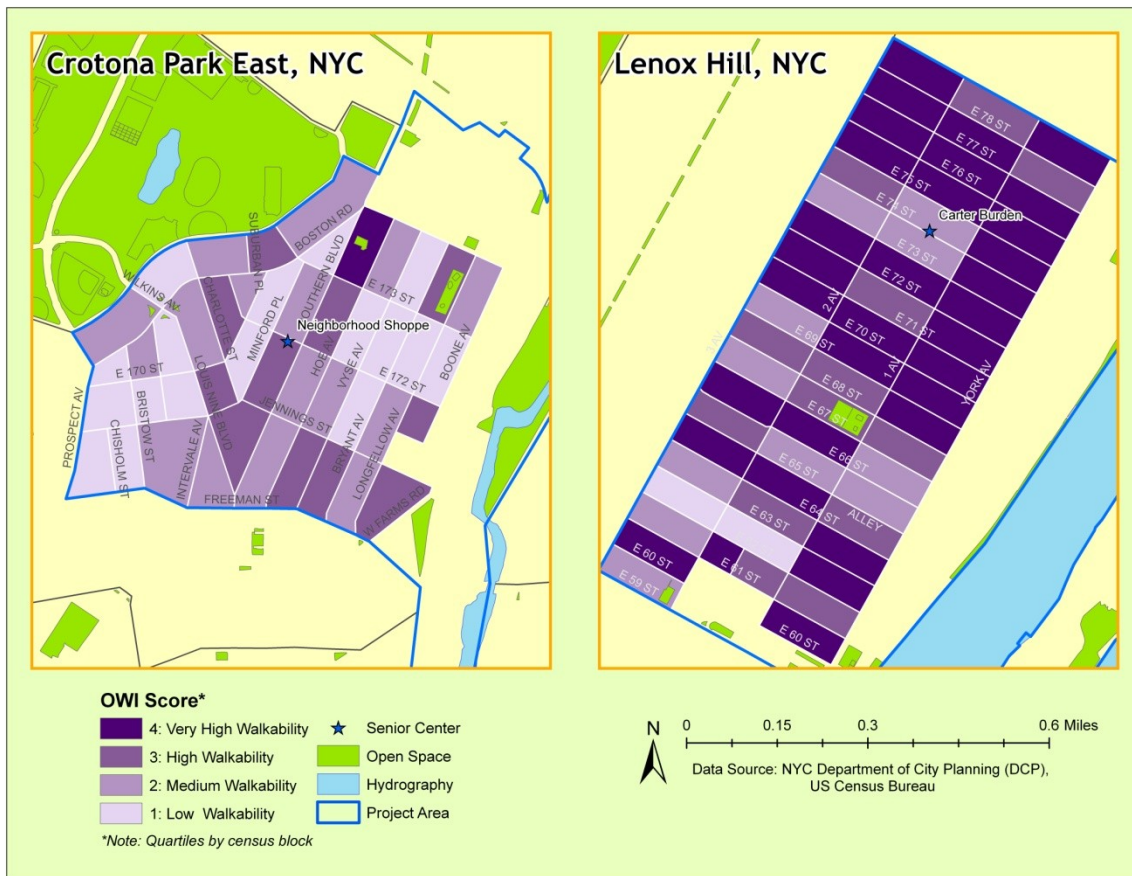 Crotona Park East, NYC
SUBURBAN PL
BOSTON RD
SOUTHERN BLVD
WILKINS AV
CHARLOTTE ST
MINFORD PL
E 173 ST
Neighborhood Shoppe
HOE AV
VYSE AV
BOONE AV
E 172 ST
E 170 ST
LOUIS NINE BLVD
PROSPECT AV
BRISTOW ST
CHISHOLM ST
INTERVALE AV
JENNINGS ST
BRYANT AV
LONGFELLOW AV
FREEMAN ST
W FARMS RD
Lenox Hill, NYC
E 78 ST
E 77 ST
E 76 ST
E 75 ST
E 74 ST
Carter Burden
E 73 ST
E 72 ST
2 AV
E 71 ST
E 70 ST
3 AV
E 69 ST
1 AV
YORK AV
E 68 ST
E 67 ST
E 66 ST
E 65 ST
E 64 ST
ALLEY
E 63 ST
E 61 ST
E 60 ST
E 59 ST
E 60 ST
OWI Score*
4: Very High Walkability
3: High Walkability
2: Medium Walkability
1: Low Walkability
*Note: Quartiles by census block
Senior Center
Open Space
Hydrography
Project Area
N
0 0.15 0.3 0.6 Miles
Data Source: NYC Department of City Planning (DCP),
US Census Bureau